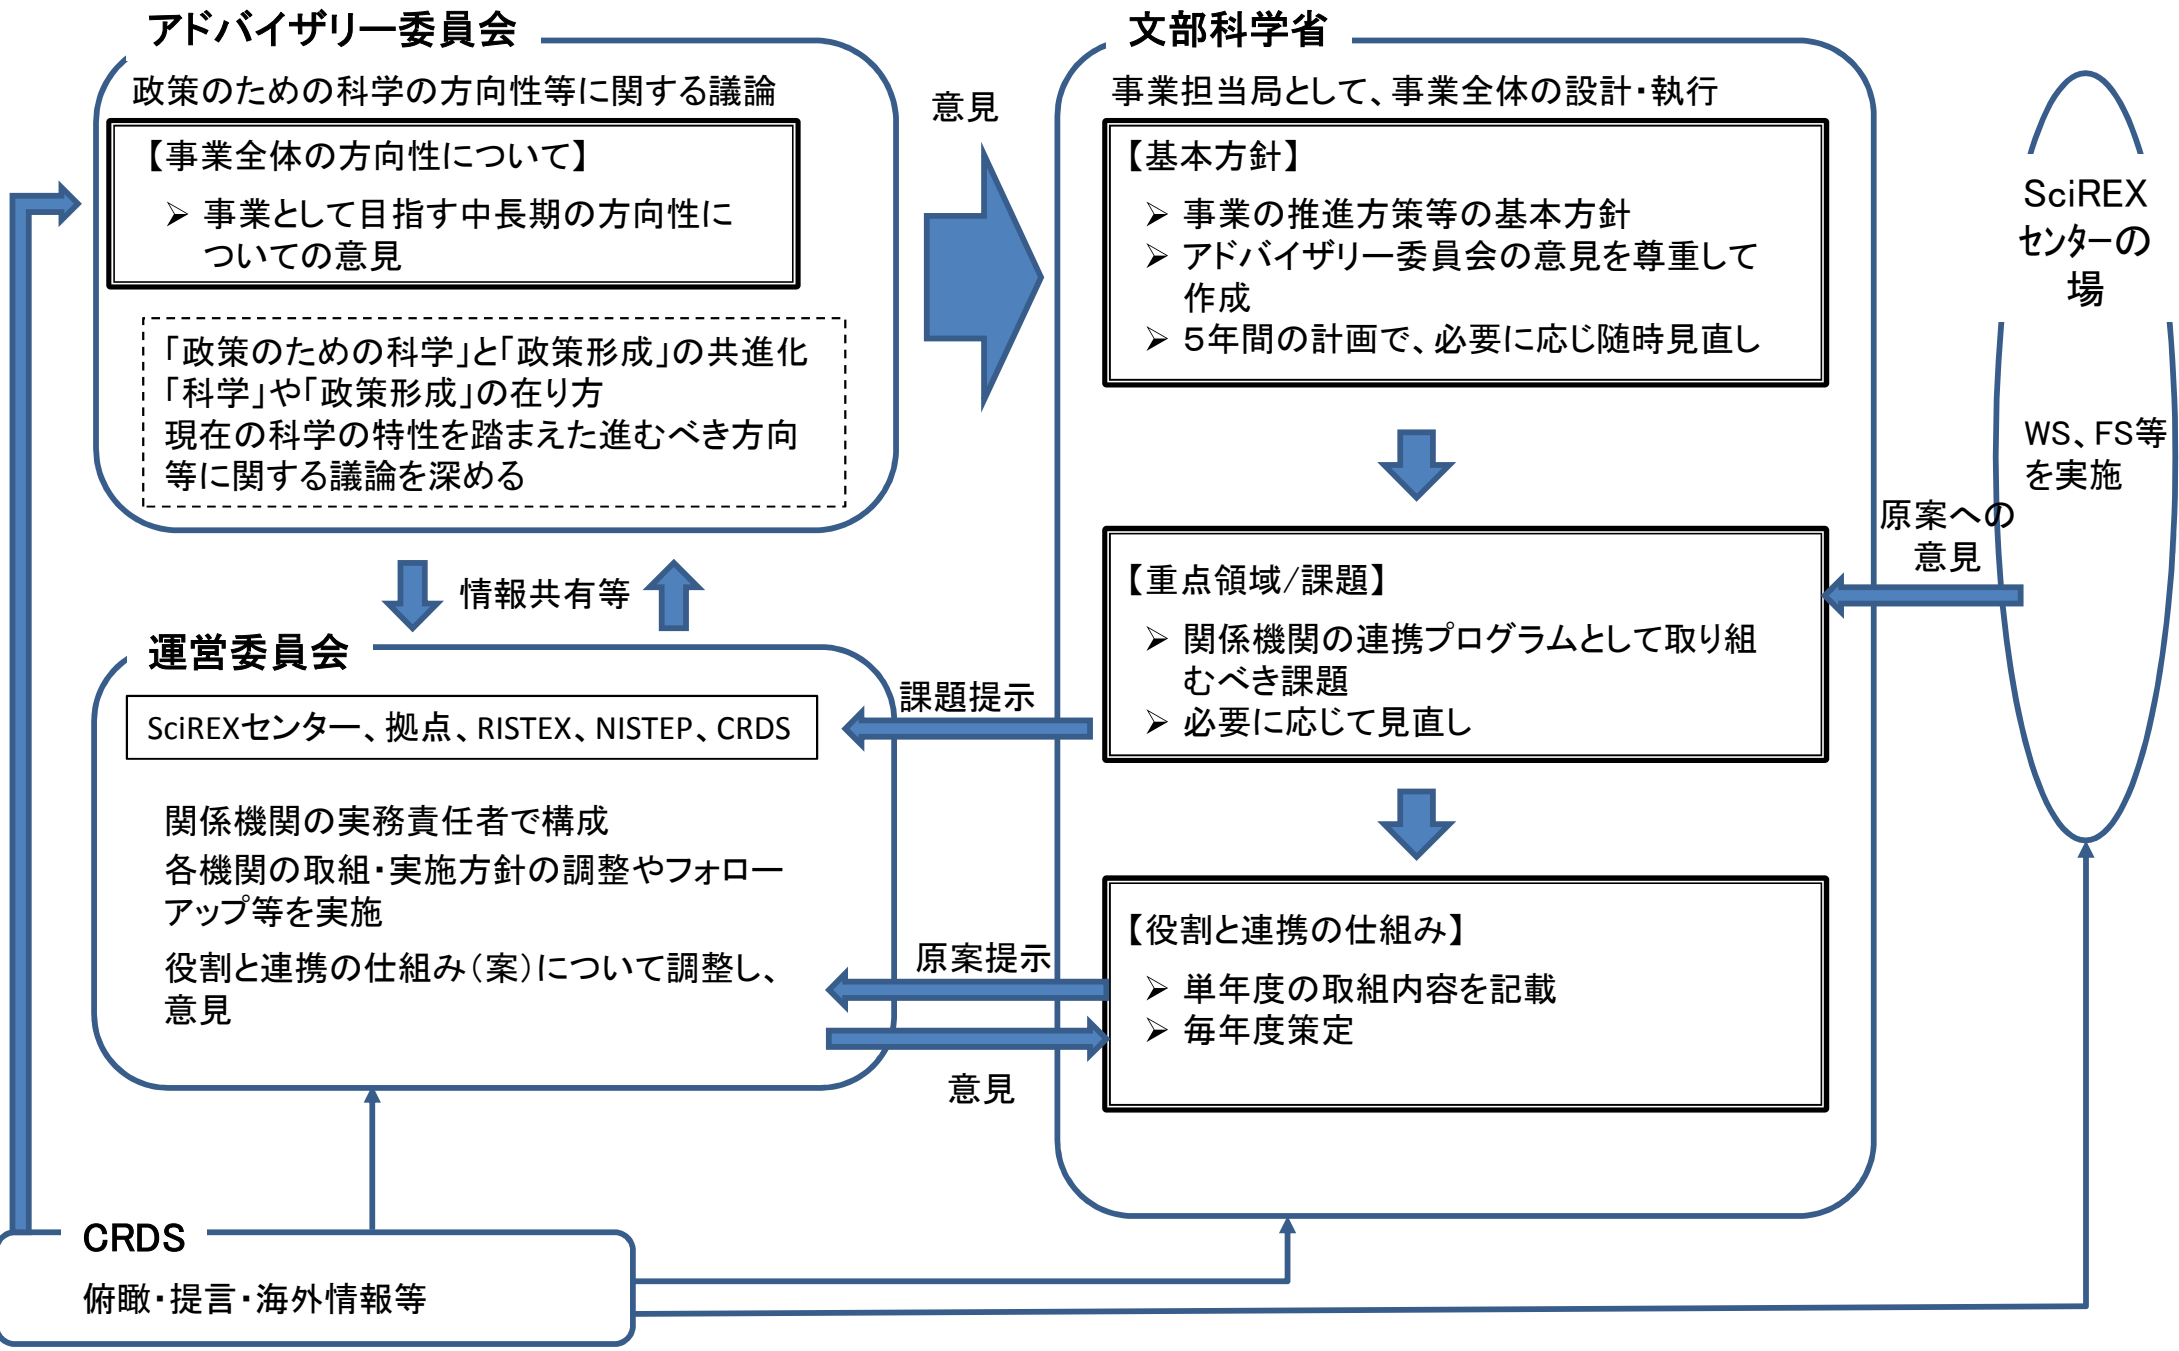 アドバイザリー委員会
政策のための科学の方向性等に関する議論
【事業全体の方向性について】
➢ 事業として目指す中長期の方向性に
ついての意見
「政策のための科学」と「政策形成」の共進化
「科学」や「政策形成」の在り方
現在の科学の特性を踏まえた進むべき方向
等に関する議論を深める
意見
文部科学省
事業担当局として、事業全体の設計・執行
【基本方針】
➢ 事業の推進方策等の基本方針
➢ アドバイザリー委員会の意見を尊重して
作成
➢ 5年間の計画で、必要に応じ随時見直し
SciREX
センターの
場
WS、FS等
を実施
原案への
意見
情報共有等
【重点領域/課題】
➢ 関係機関の連携プログラムとして取り組
むべき課題
➢ 必要に応じて見直し
運営委員会
SciREXセンター、拠点、RISTEX、NISTEP、CRDS
課題提示
関係機関の実務責任者で構成
各機関の取組・実施方針の調整やフォロー
アップ等を実施
役割と連携の仕組み(案)について調整し、
意見
原案提示
意見
【役割と連携の仕組み】
➢ 単年度の取組内容を記載
➢ 毎年度策定
CRDS
俯瞰・提言・海外情報等